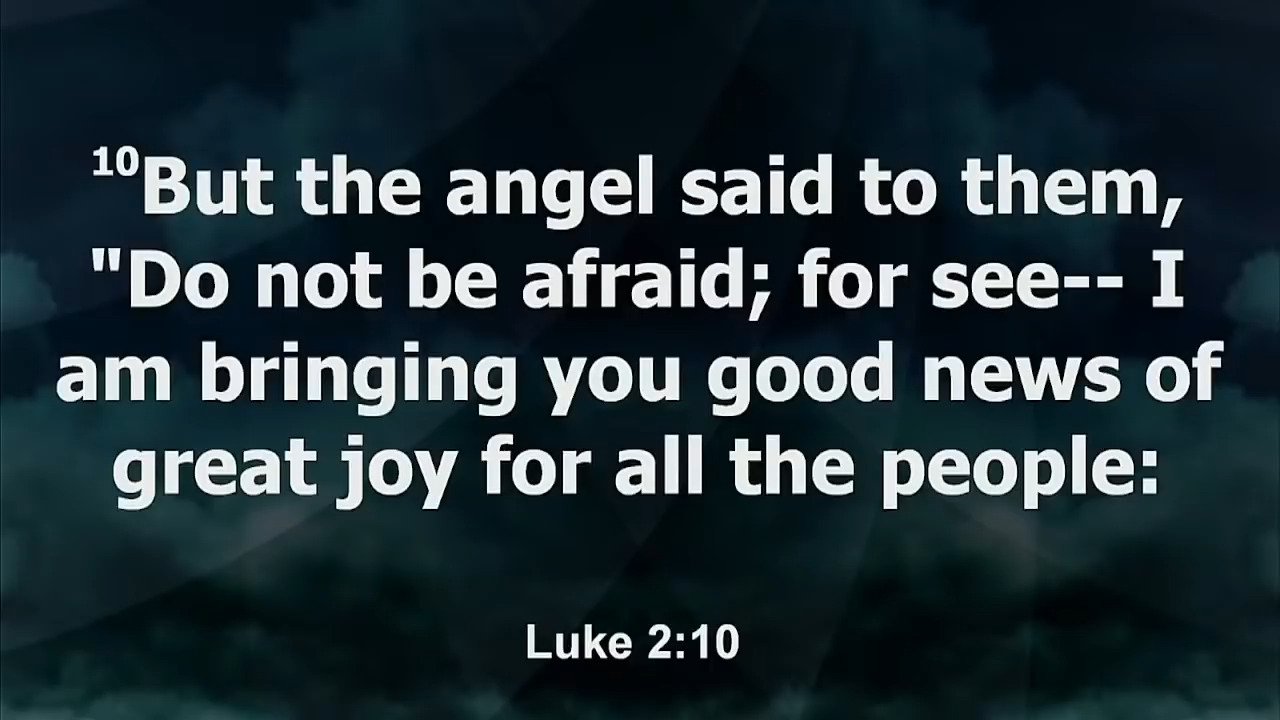 10But the angel said to them,
"Do not be afraid; for see-- I
am bringing you good news of
great joy for all the people:
Luke 2:10